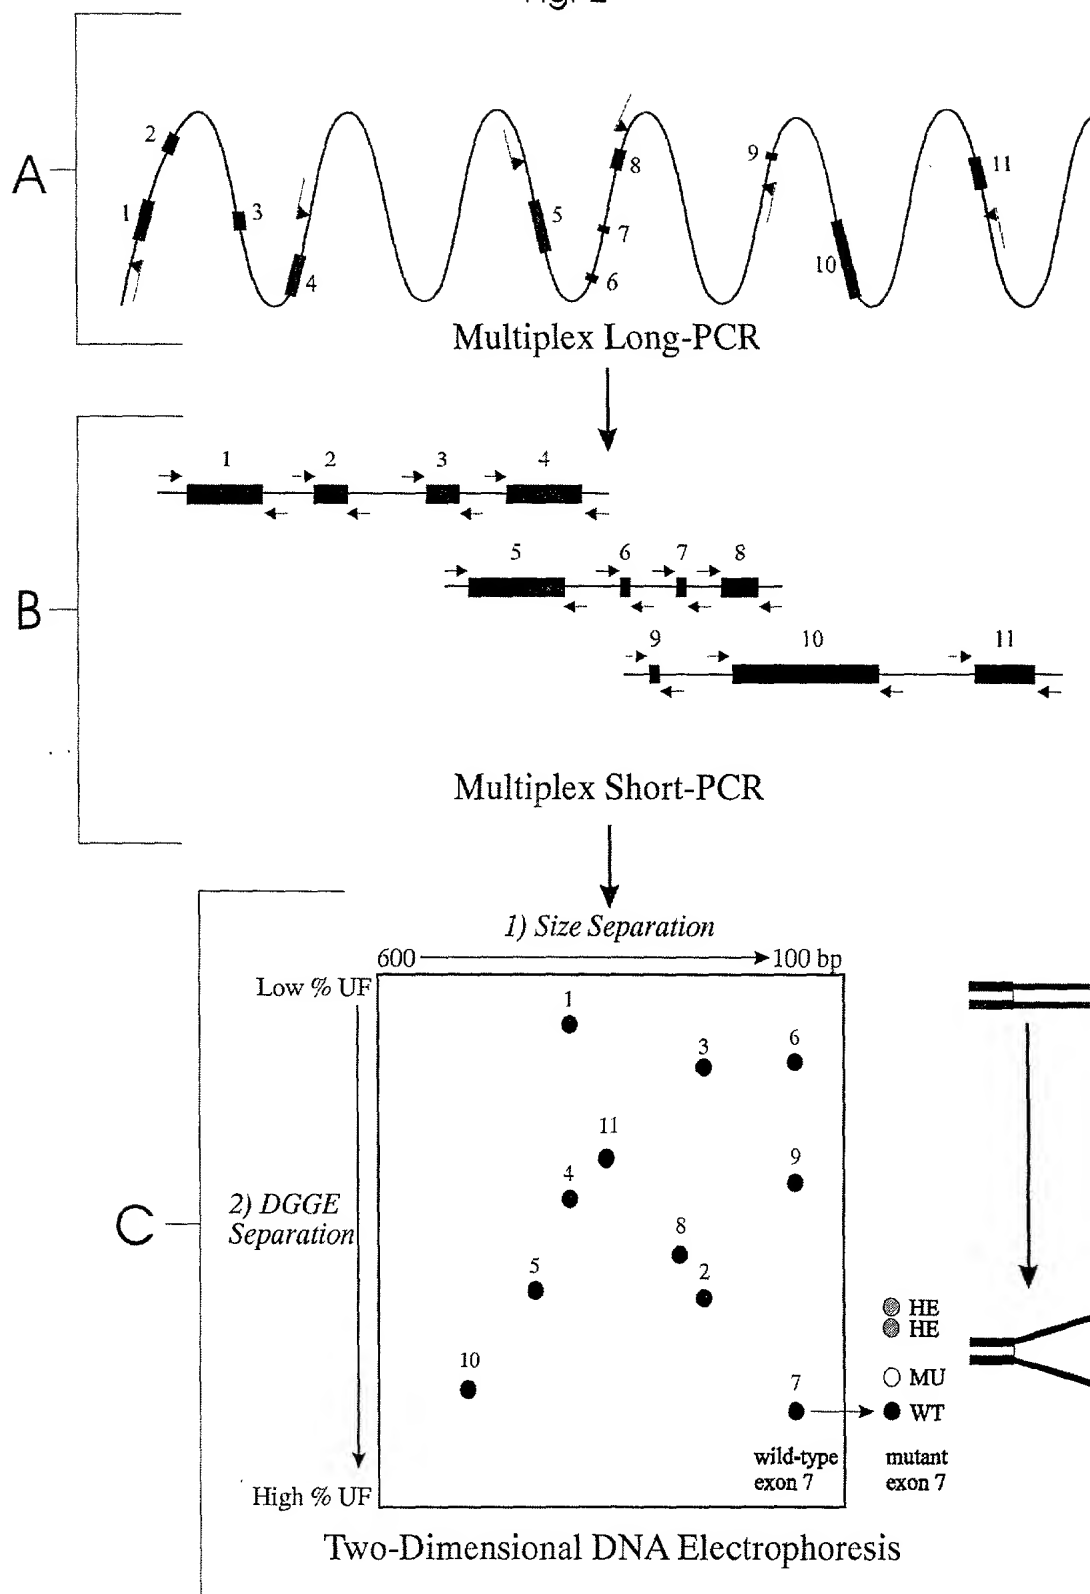 A
1
2
3
4
5
6
7
8
9
10
11
Multiplex Long-PCR
B
1 2 3 4
5 6 7 8
9 10 11
Multiplex Short-PCR
C
1) Size Separation
600 100 bp
Low % UF
1
3
6
11
4
9
8
2
5
10
7
2) DGGE
Separation
HE
HE
MU
WT
wild-type
exon 7
mutant
exon 7
High % UF
Two-Dimensional DNA Electrophoresis